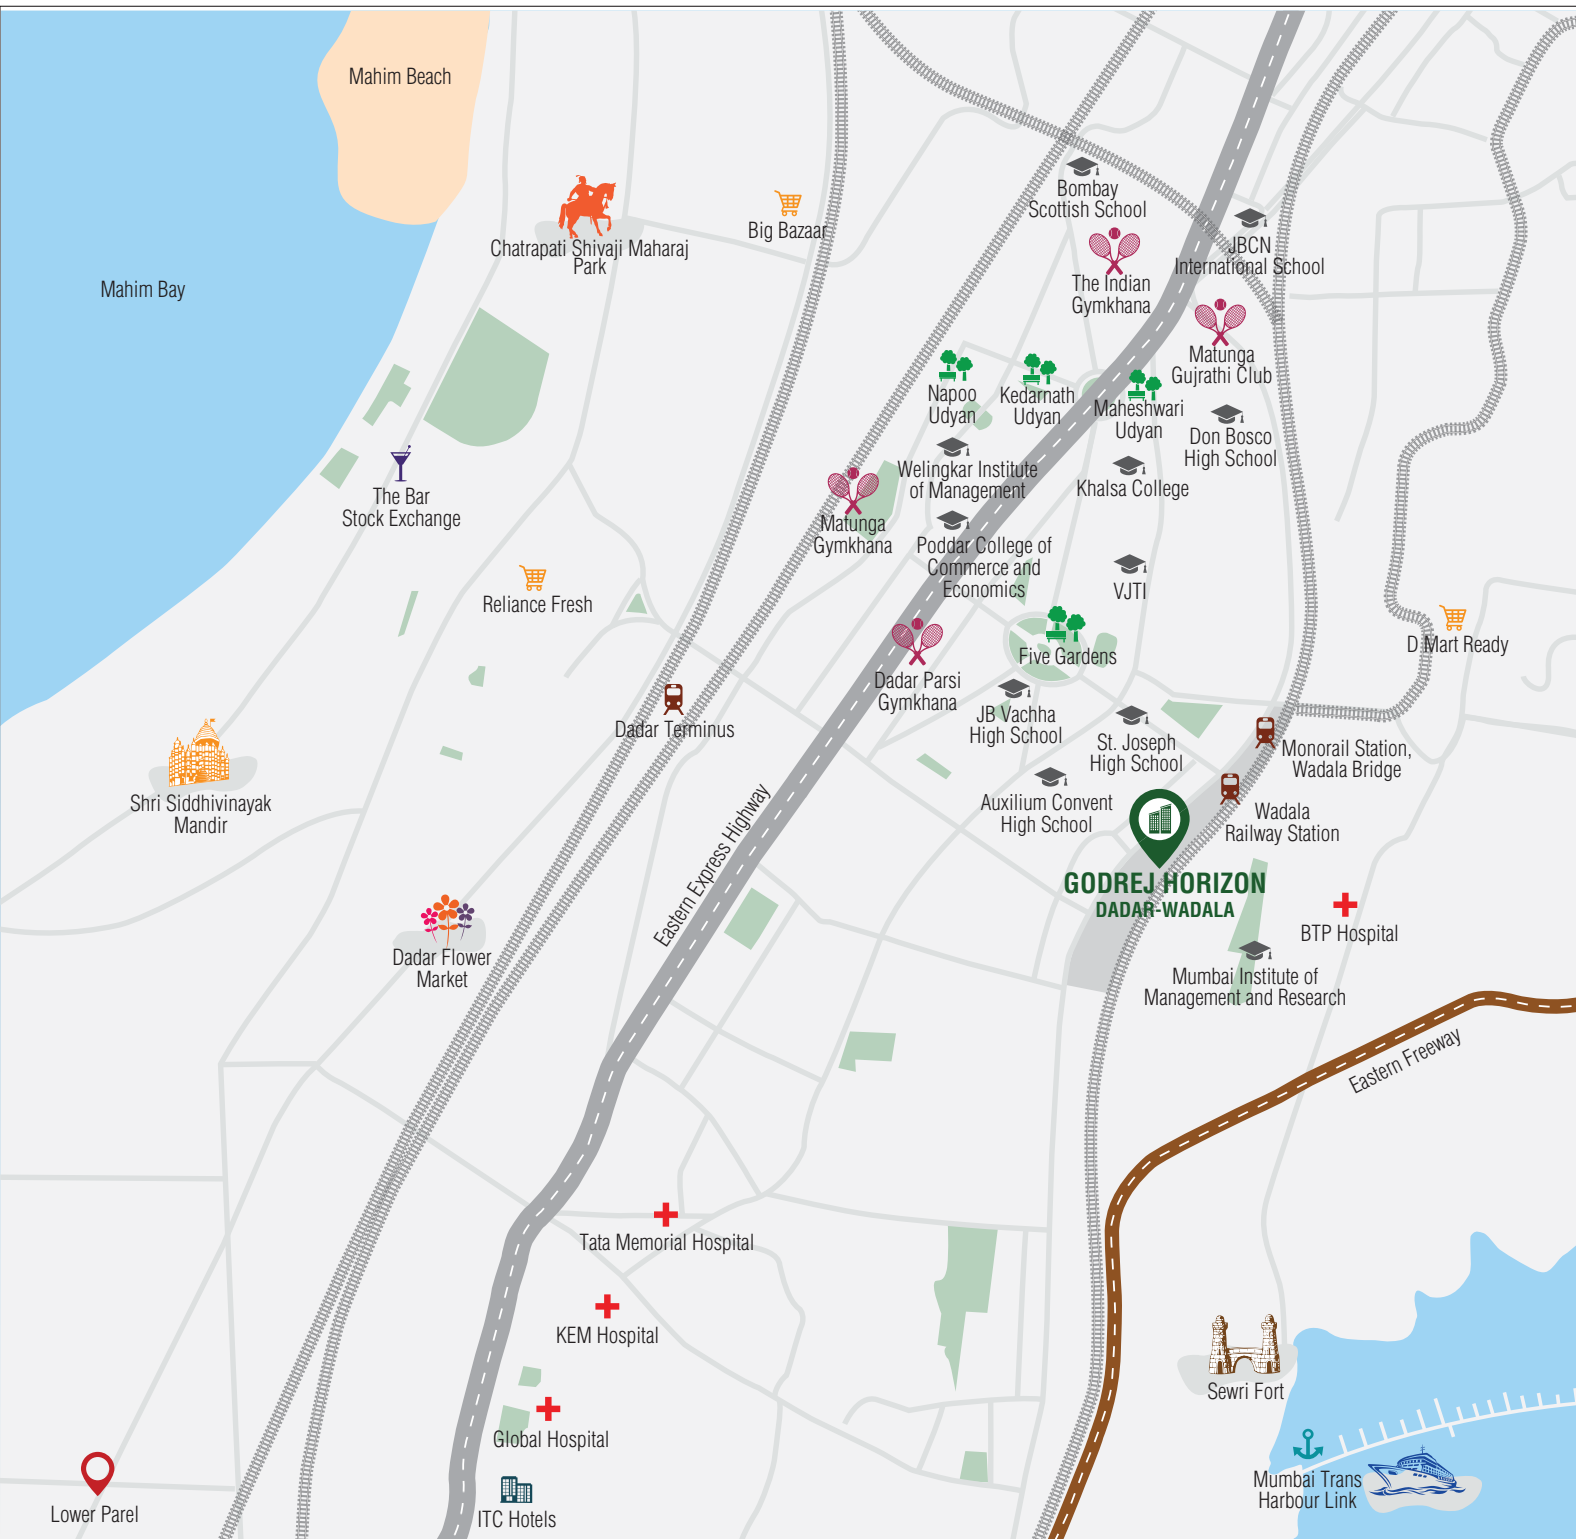 Mahim Beach
Bombay
Scottish School
Big Bazaar
Chatrapati Shivaji Maharaj
Park
JBCN
International School
Mahim Bay
The Indian
Gymkhana
Matunga
Gujrathi Club
Napoo
Udyan
Kedarnath
Udyan
Maheshwari
Udyan
Don Bosco
High School
Welingkar Institute
of Management
Khalsa College
The Bar
Stock Exchange
Matunga
Gymkhana
Poddar College of
Commerce and
Economics
VJTI
Reliance Fresh
D Mart Ready
Five Gardens
Dadar Parsi
Gymkhana
JB Vachha
High School
Dadar Terminus
St. Joseph
High School
Monorail Station,
Wadala Bridge
Shri Siddhivinayak
Mandir
Auxilium Convent
High School
Wadala
Railway Station
Eastern Express Highway
GODREJ HORIZON
DADAR-WADALA
BTP Hospital
Dadar Flower
Market
Mumbai Institute of
Management and Research
Eastern Freeway
Tata Memorial Hospital
KEM Hospital
Sewri Fort
Global Hospital
Mumbai Trans
Harbour Link
Lower Parel
ITC Hotels